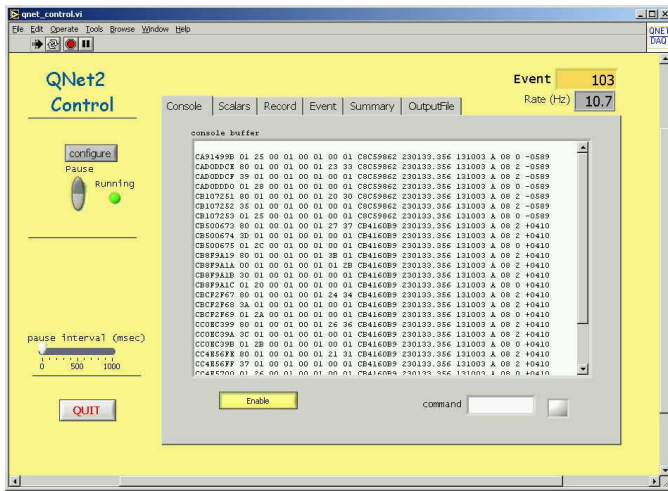 qnet_control.vi
File Edit Operate Tools Browse Window Help
QNET
DAQ
QNet2
Control
Event 103
Rate (Hz) 10.7
Console Scalars Record Event Summary OutputFile
configure
Pause
Running
console buffer
CA91499B 01 25 00 01 00 01 00 01 C8C59862 230133.356 131003 A 08 0 -0589
CAD0DDCE 80 01 00 01 00 01 23 33 C8C59862 230133.356 131003 A 08 2 -0589
CAD0DDCF 39 01 00 01 00 01 00 01 C8C59862 230133.356 131003 A 08 2 -0589
CAD0DDD0 01 28 00 01 00 01 00 01 C8C59862 230133.356 131003 A 08 2 -0589
CB107251 80 01 00 01 00 01 20 30 C8C59862 230133.356 131003 A 08 2 -0589
CB107252 35 01 00 01 00 01 00 01 C8C59862 230133.356 131003 A 08 2 -0589
CB107253 01 25 00 01 00 01 00 01 C8C59862 230133.356 131003 A 08 0 -0589
CB500673 80 01 00 01 00 01 27 37 CB4160B9 230133.356 131003 A 08 2 +0410
CB500674 3D 01 00 01 00 01 00 01 CB4160B9 230133.356 131003 A 08 2 +0410
CB500675 01 2C 00 01 00 01 00 01 CB4160B9 230133.356 131003 A 08 0 +0410
CB8F9A19 80 01 00 01 00 01 3B 01 CB4160B9 230133.356 131003 A 08 2 +0410
CB8F9A1A 00 01 00 01 00 01 01 2B CB4160B9 230133.356 131003 A 08 2 +0410
CB8F9A1B 30 01 00 01 00 01 00 01 CB4160B9 230133.356 131003 A 08 0 +0410
CB8F9A1C 01 20 00 01 00 01 00 01 CB4160B9 230133.356 131003 A 08 0 +0410
CBCF2F67 80 01 00 01 00 01 24 34 CB4160B9 230133.356 131003 A 08 2 +0410
CBCF2F68 3A 01 00 01 00 01 00 01 CB4160B9 230133.356 131003 A 08 2 +0410
CBCF2F69 01 2A 00 01 00 01 00 01 CB4160B9 230133.356 131003 A 08 0 +0410
CC0EC399 80 01 00 01 00 01 26 36 CB4160B9 230133.356 131003 A 08 2 +0410
CC0EC39A 3C 01 00 01 00 01 00 01 CB4160B9 230133.356 131003 A 08 2 +0410
CC0EC39B 01 2B 00 01 00 01 00 01 CB4160B9 230133.356 131003 A 08 0 +0410
CC4E56FE 80 01 00 01 00 01 21 31 CB4160B9 230133.356 131003 A 08 2 +0410
CC4E56FF 37 01 00 01 00 01 00 01 CB4160B9 230133.356 131003 A 08 2 +0410
CC4E5700 01 26 00 01 00 01 00 01 CB4160B9 230133.356 131003 A 08 0 +0410
pause interval (msec)
0 500 1000
QUIT
Enable
command